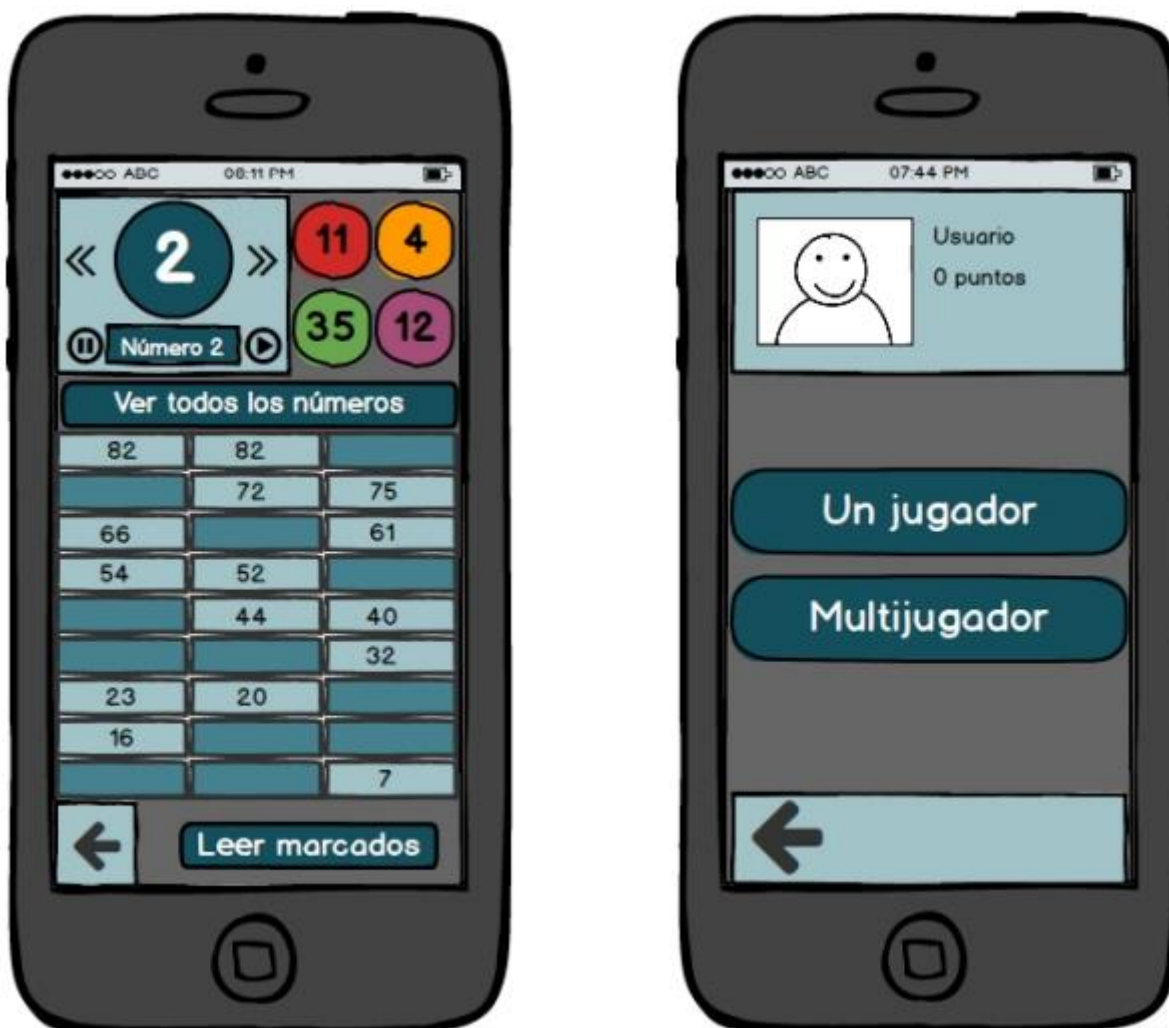 ABC 08:11 PM
2
11 4
35 12
Número 2
Ver todos los números
82 82
72 75
66 61
54 52
44 40
32
23 20
16
7
Leer marcados
ABC 07:44 PM
Usuario
0 puntos
Un jugador
Multijugador